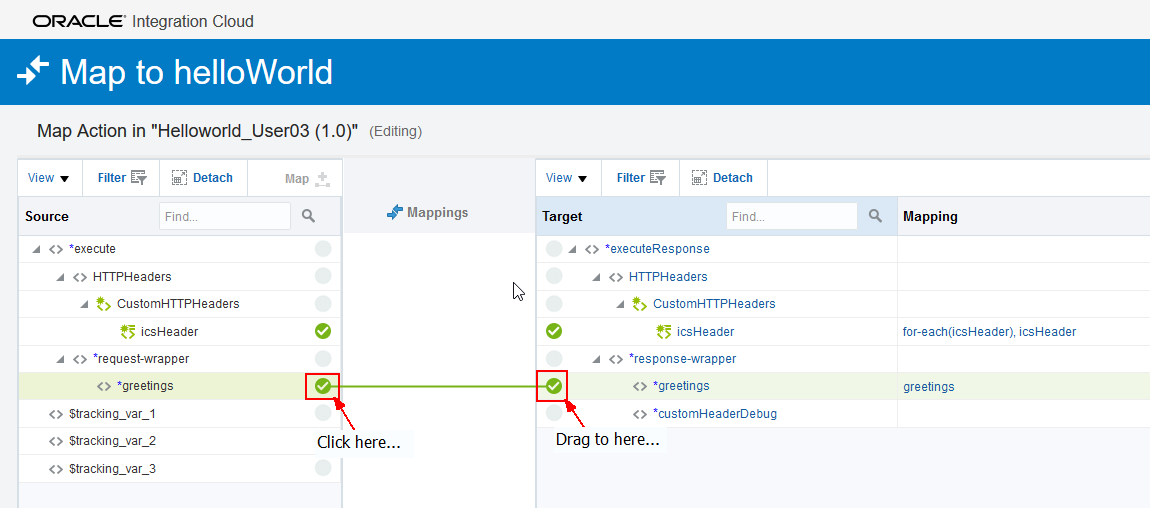 ORACLE Integration Cloud
Map to helloWorld
Map Action in "Helloworld_User03 (1.0)" (Editing)
View Filter Detach Map
Source Find...
*execute
HTTPHeaders
CustomHTTPHeaders
icsHeader
*request-wrapper
*greetings
$tracking_var_1
$tracking_var_2
$tracking_var_3
Click here...
Mappings
View Filter Detach
Target Find... Mapping
*executeResponse
HTTPHeaders
CustomHTTPHeaders
icsHeader for-each(icsHeader), icsHeader
*response-wrapper
*greetings greetings
*customHeaderDebug
Drag to here...